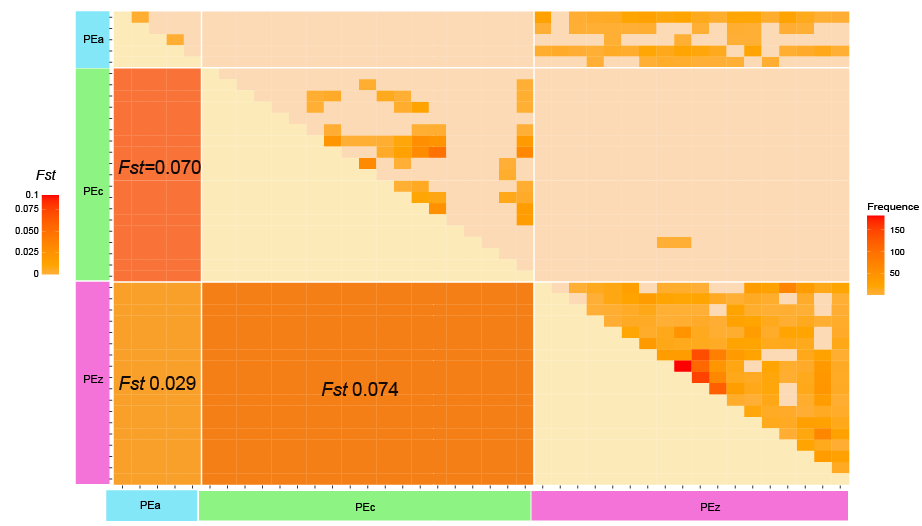 PEa
Fst=0.070
Fst
PEc
0.1
Frequence
0.075
150
0.050
100
0.025
50
0
PEz
Fst 0.029
Fst 0.074
PEa
PEc
PEz